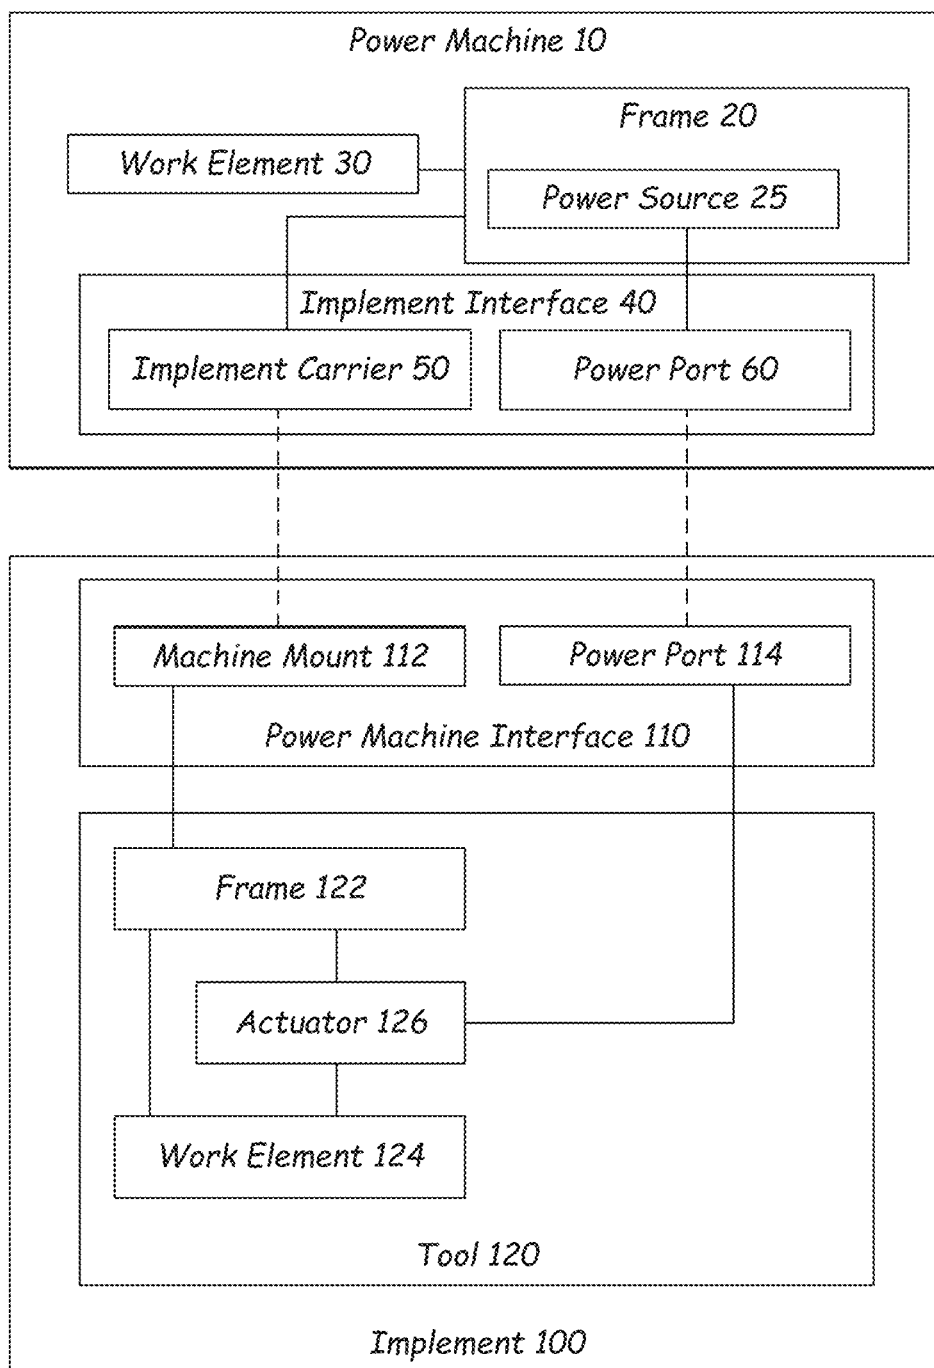 Power Machine 10
Frame 20
Work Element 30
Power Source 25
Implement Interface 40
Implement Carrier 50
Power Port 60
Machine Mount 112
Power Port 114
Power Machine Interface 110
Frame 122
Actuator 126
Work Element 124
Tool 120
Implement 100